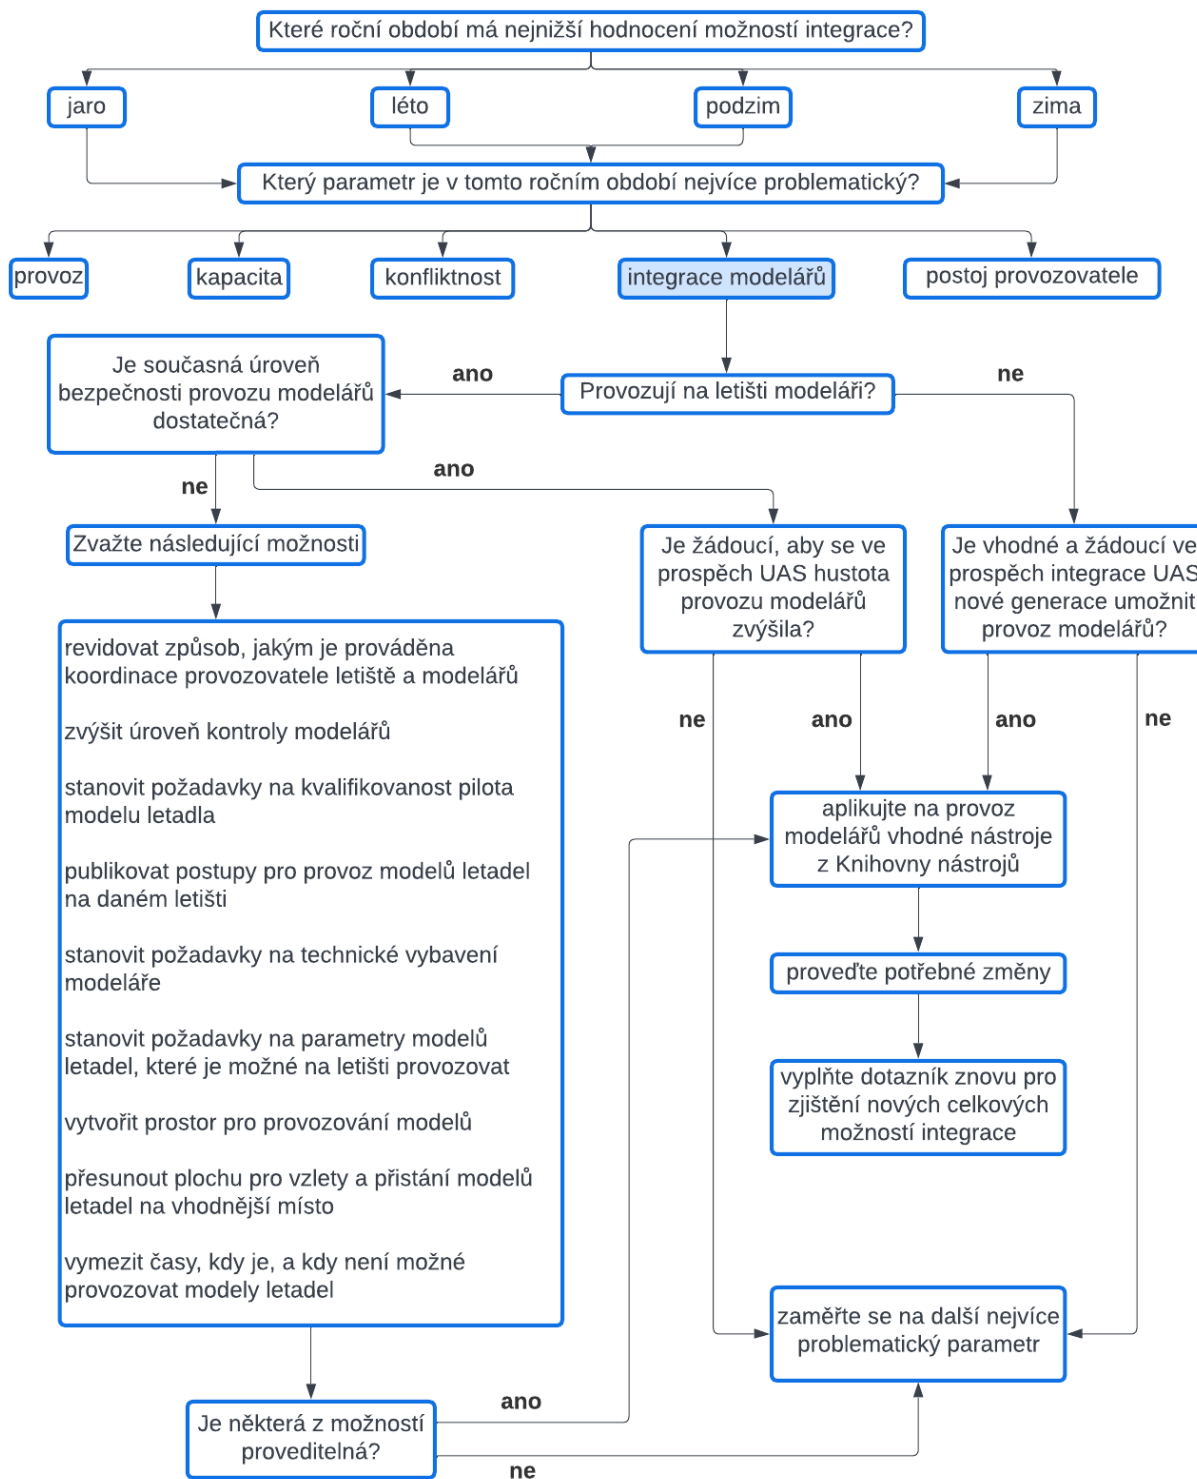 Které roční období má nejnižší hodnocení možností integrace?
jaro
léto
podzim
zima
Který parametr je v tomto ročním období nejvíce problematický?
provoz
kapacita
konfliktnost
integrace modelářů
postoj provozovatele
Je současná úroveň
bezpečnosti provozu modelářů
dostatečná?
ano
Provozují na letišti modeláři?
ne
ne
ano
Zvažte následující možnosti
Je žádoucí, aby se ve
prospěch UAS hustota
provozu modelářů
zvýšila?
Je vhodné a žádoucí ve
prospěch integrace UAS
nové generace umožnit
provoz modelářů?
revidovat způsob, jakým je prováděna
koordinace provozovatele letiště a modelářů
zvýšit úroveň kontroly modelářů
stanovit požadavky na kvalifikovanost pilota
modelu letadla
publikovat postupy pro provoz modelů letadel
na daném letišti
stanovit požadavky na technické vybavení
modeláře
stanovit požadavky na parametry modelů
letadel, které je možné na letišti provozovat
vytvořit prostor pro provozování modelů
přesunout plochu pro vzlety a přistání modelů
letadel na vhodnější místo
vymezit časy, kdy je, a kdy není možné
provozovat modely letadel
ne
ano
ano
ne
aplikujte na provoz
modelářů vhodné nástroje
z Knihovny nástrojů
proveďte potřebné změny
vyplňte dotazník znovu pro
zjištění nových celkových
možností integrace
zaměřte se na další nejvíce
problematický parametr
Je některá z možností
proveditelná?
ano
ne